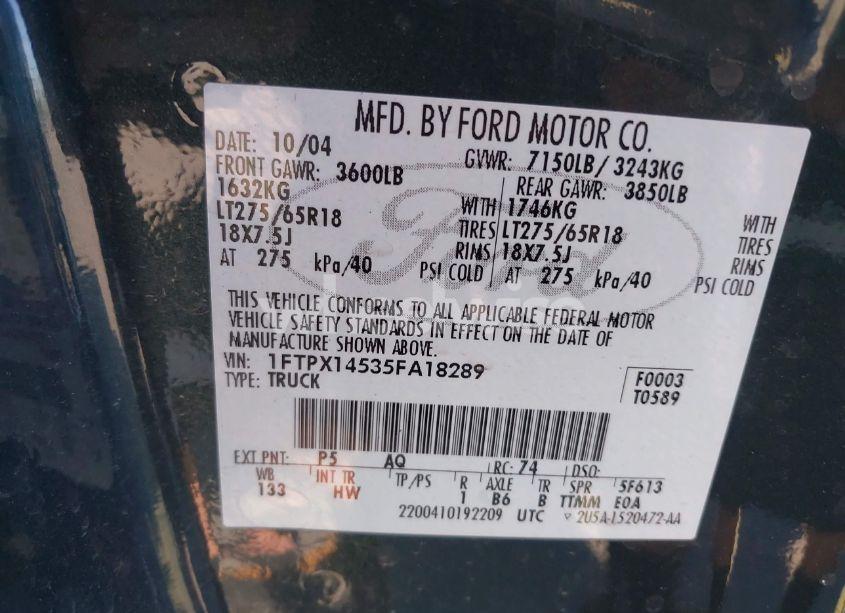 MFD. BY FORD MOTOR CO.
DATE: 10/04 GVWR: 7150LB / 3243KG
FRONT GAWR: 3600LB REAR GAWR: 3850LB
1632KG WITH 1746KG WITH
LT275/65R18 TIRES LT275/65R18 TIRES
18X7.5J RIMS 18X7.5J RIMS
AT 275 kPa/40 PSI COLD AT 275 kPa/40 PSI COLD
Ford
THIS VEHICLE CONFORMS TO ALL APPLICABLE FEDERAL MOTOR
VEHICLE SAFETY STANDARDS IN EFFECT ON THE DATE OF
MANUFACTURE SHOWN ABOVE.
VIN: 1FTPX14535FA18289
TYPE: TRUCK
F0003
T0589
EXT PNT: P5 AQ RC: 74 DSO:
WB INT TR TP/PS R AXLE TR SPR 5F613
133 HW 1 B6 B TTMM E0A
2200410192209 UTC 2U5A-1520472-AA